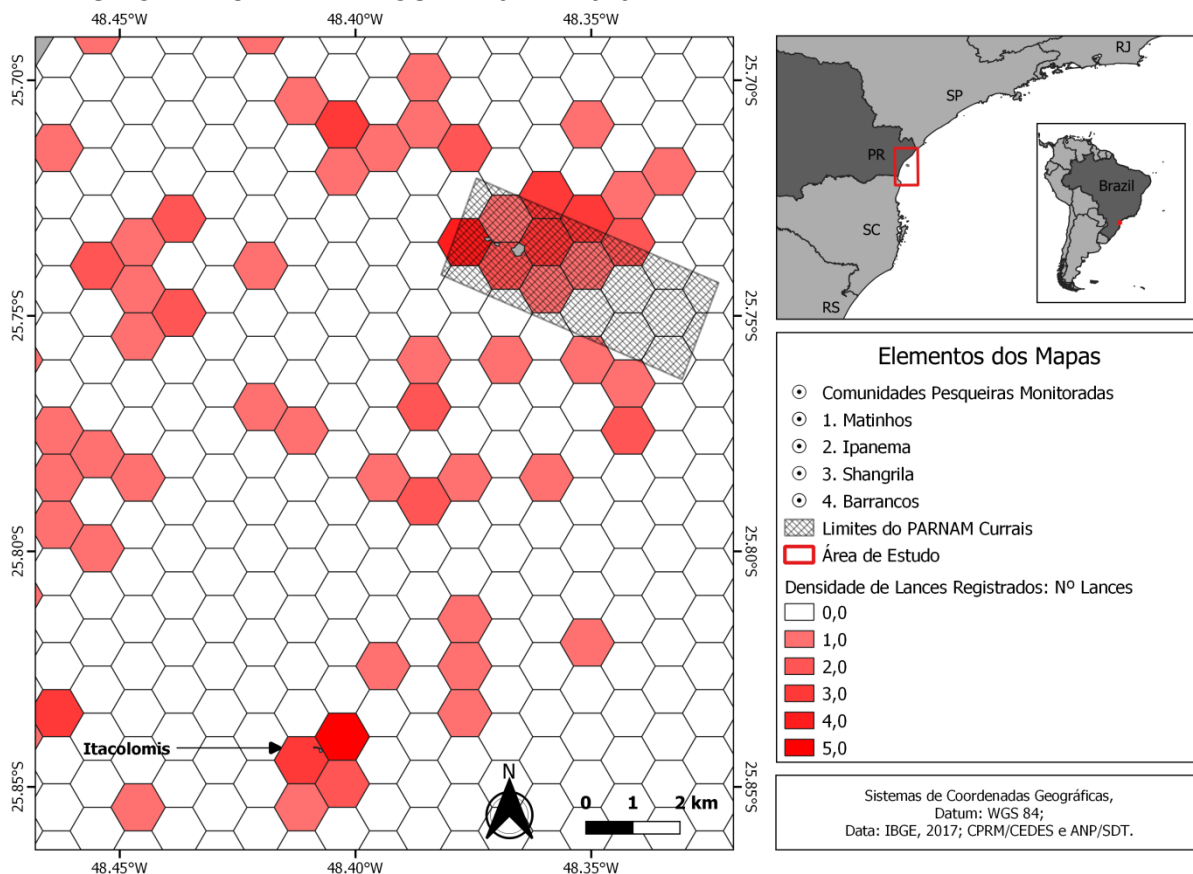 48.45°W 48.40°W 48.35°W
25.70°S 25.70°S
25.75°S 25.75°S
25.80°S 25.80°S
25.85°S 25.85°S
Itacolomis
N
0 1 2 km
48.45°W 48.40°W 48.35°W
RJ
SP
PR
SC
RS
Brazil
Elementos dos Mapas
Comunidades Pesqueiras Monitoradas
1. Matinhos
2. Ipanema
3. Shangrila
4. Barrancos
Limites do PARNAM Currais
Área de Estudo
Densidade de Lances Registrados: Nº Lances
0,0
1,0
2,0
3,0
4,0
5,0
Sistemas de Coordenadas Geográficas,
Datum: WGS 84;
Data: IBGE, 2017; CPRM/CEDES e ANP/SDT.